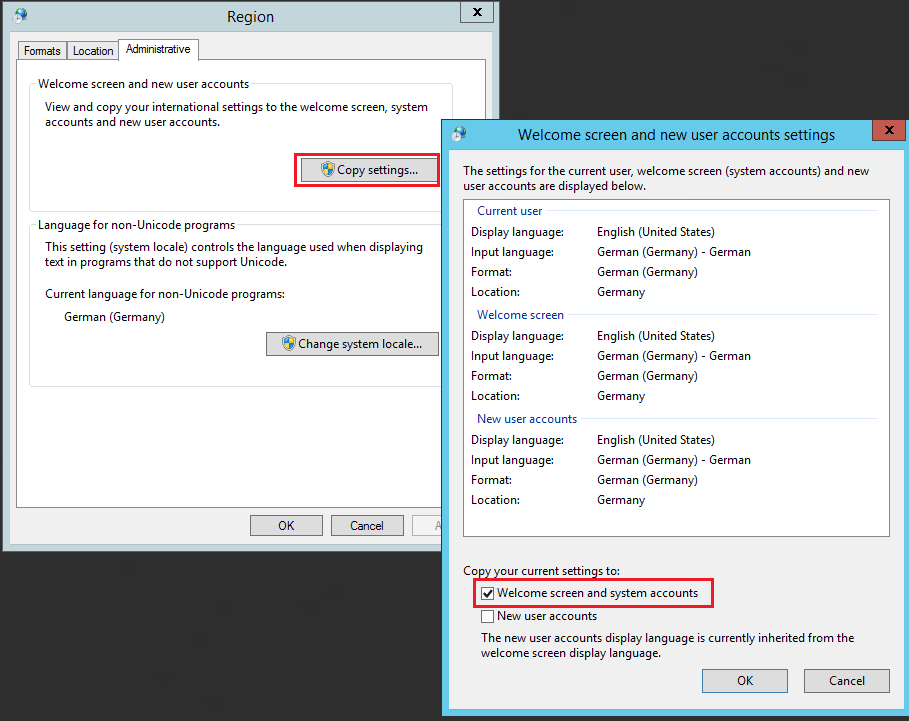 Region
x
Formats Location Administrative
Welcome screen and new user accounts
View and copy your international settings to the welcome screen, system
accounts and new user accounts.
Copy settings...
Language for non-Unicode programs
This setting (system locale) controls the language used when displaying
text in programs that do not support Unicode.
Current language for non-Unicode programs:
German (Germany)
Change system locale...
OK Cancel A
Welcome screen and new user accounts settings
x
The settings for the current user, welcome screen (system accounts) and new
user accounts are displayed below.
Current user
Display language: English (United States)
Input language: German (Germany) - German
Format: German (Germany)
Location: Germany
Welcome screen
Display language: English (United States)
Input language: German (Germany) - German
Format: German (Germany)
Location: Germany
New user accounts
Display language: English (United States)
Input language: German (Germany) - German
Format: German (Germany)
Location: Germany
Copy your current settings to:
Welcome screen and system accounts
New user accounts
The new user accounts display language is currently inherited from the
welcome screen display language.
OK Cancel